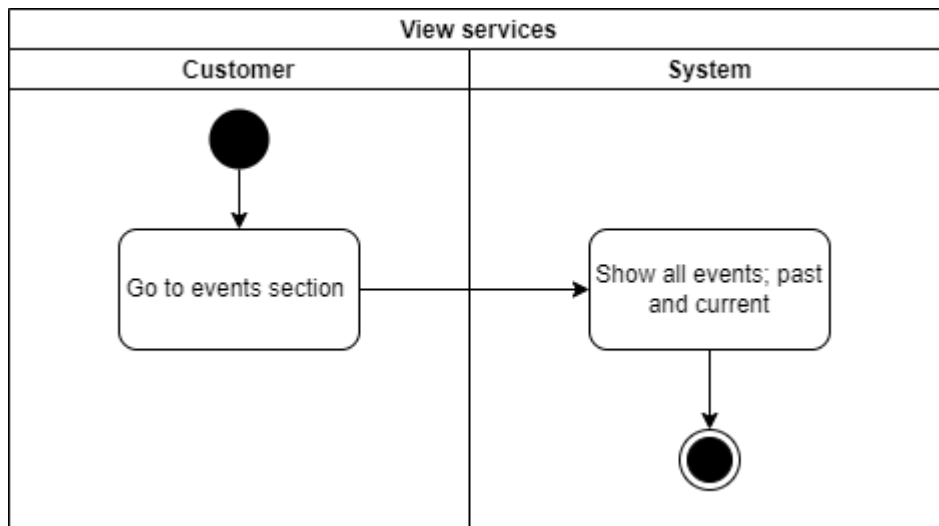 View services
Customer
System
Go to events section
Show all events; past
and current